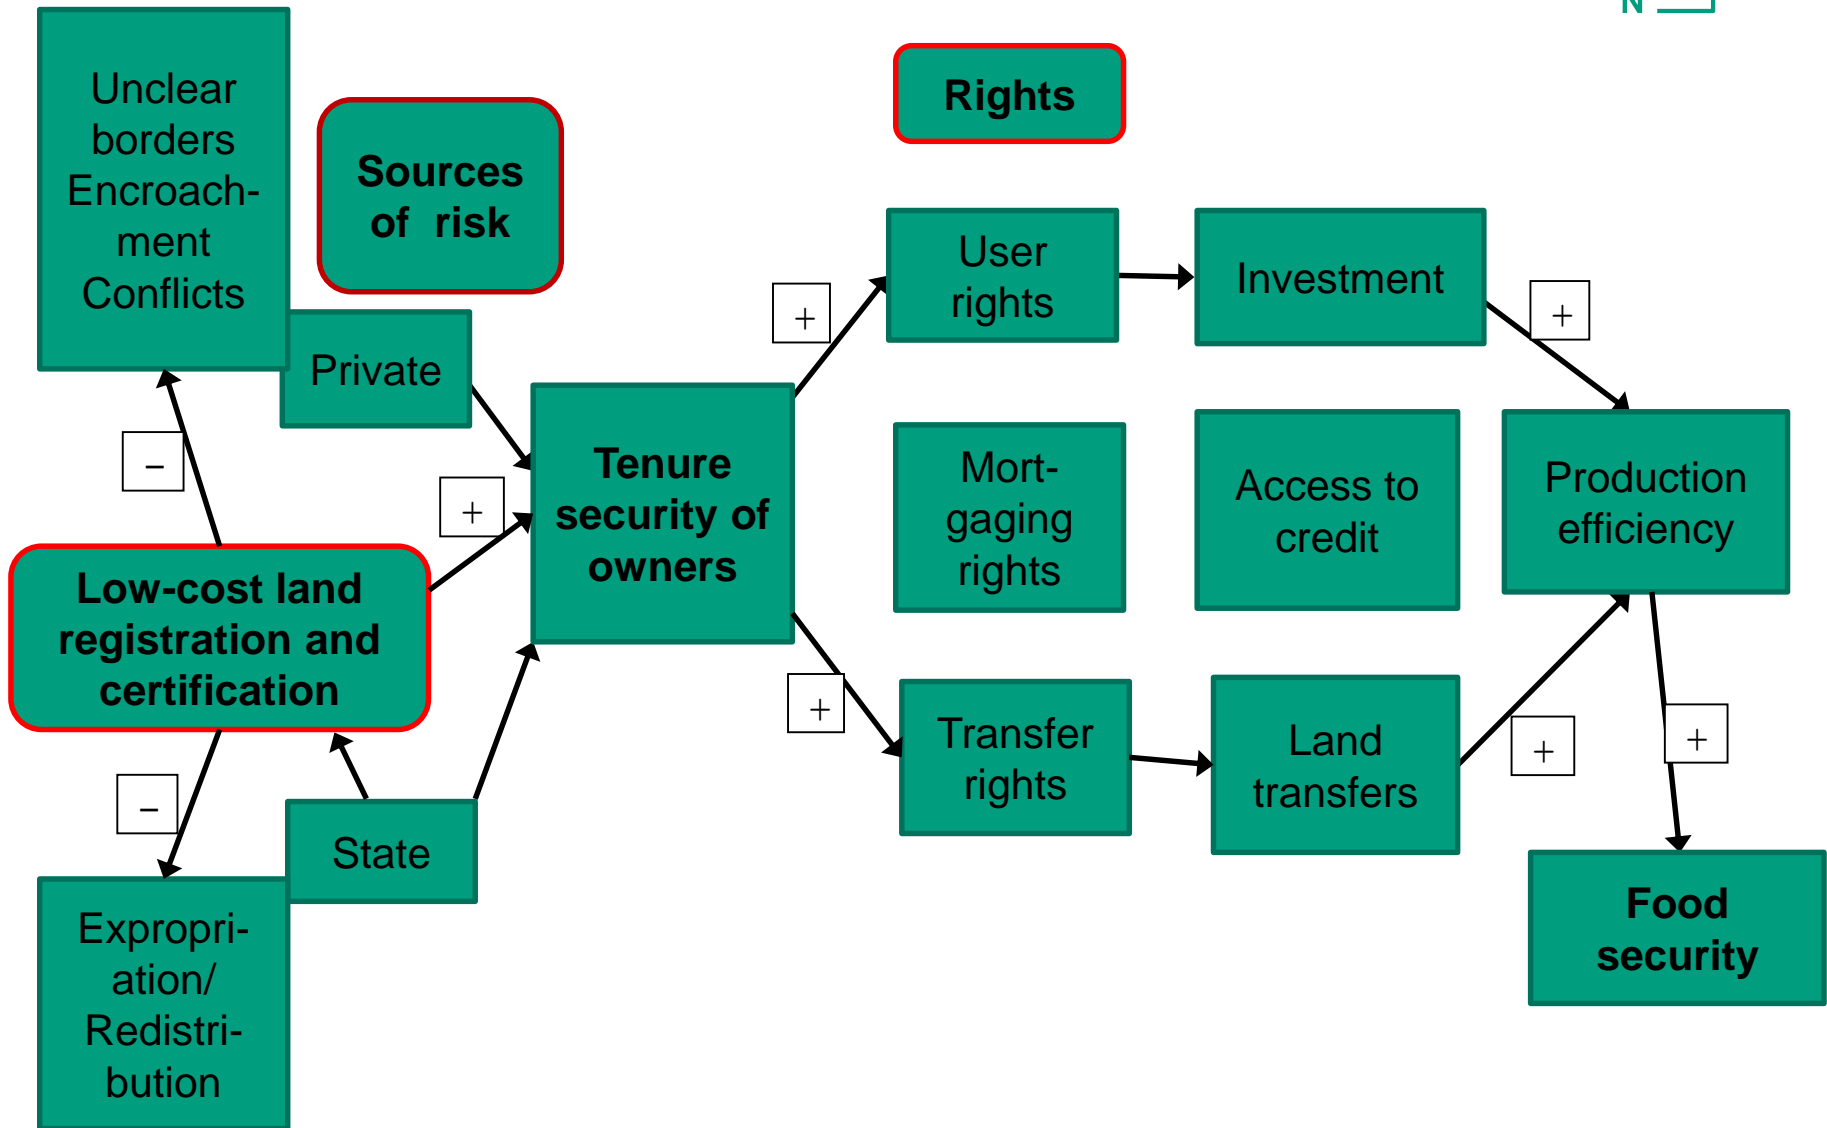 N
Unclear
borders
Encroach-
ment
Conflicts
Sources
of risk
Rights
Private
User
rights
Investment
+
+
Tenure
security of
owners
Mort-
gaging
rights
Access to
credit
Production
efficiency
−
+
Low-cost land
registration and
certification
+
Transfer
rights
Land
transfers
+
+
−
State
Expropri-
ation/
Redistri-
bution
Food
security